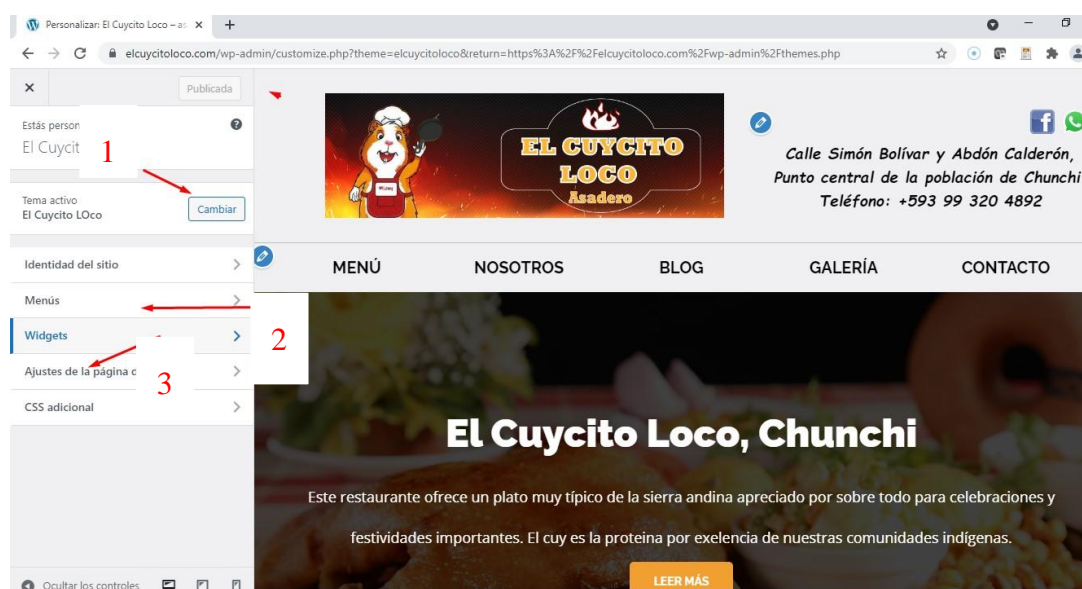 Personalizar: El Cuycito Loco – as
elcuycitoloco.com/wp-admin/customize.php?theme=elcuycitoloco&return=https%3A%2F%2Felcuycitoloco.com%2Fwp-admin%2Fthemes.php
Publicada
Estás person
El Cuycit
1
Tema activo
El Cuycito LOco
Cambiar
Identidad del sitio
Menús
Widgets
2
Ajustes de la página d
3
CSS adicional
Ocultar los controles
EL CUYCITO
LOCO
Asadero
Calle Simón Bolívar y Abdón Calderón,
Punto central de la población de Chunchi
Teléfono: +593 99 320 4892
MENÚ NOSOTROS BLOG GALERÍA CONTACTO
El Cuycito Loco, Chunchi
Este restaurante ofrece un plato muy típico de la sierra andina apreciado por sobre todo para celebraciones y
festividades importantes. El cuy es la proteina por exelencia de nuestras comunidades indígenas.
LEER MÁS